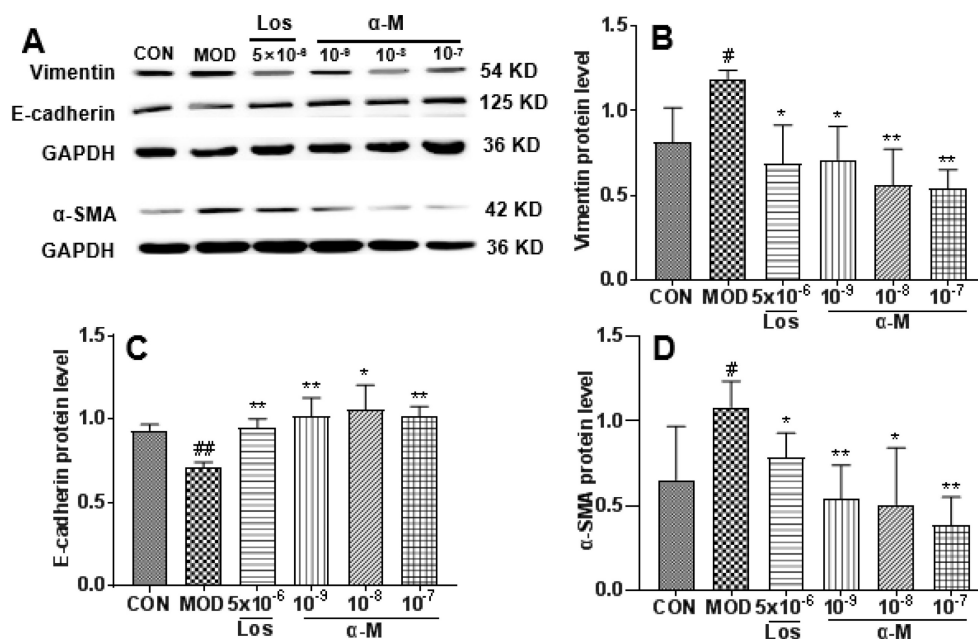 A
Los
α-M
CON MOD 5×10⁻⁶ 10⁻⁹ 10⁻⁸ 10⁻⁷
Vimentin 54 KD
E-cadherin 125 KD
GAPDH 36 KD
α-SMA 42 KD
GAPDH 36 KD
B
Vimentin protein level
1.5
1.0
0.5
0.0
#
*
*
**
**
CON MOD 5x10⁻⁶ 10⁻⁹ 10⁻⁸ 10⁻⁷
Los α-M
C
E-cadherin protein level
1.5
1.0
0.5
0.0
##
**
**
*
**
CON MOD 5x10⁻⁶ 10⁻⁹ 10⁻⁸ 10⁻⁷
Los α-M
D
α-SMA protein level
1.5
1.0
0.5
0.0
#
*
**
*
**
CON MOD 5x10⁻⁶ 10⁻⁹ 10⁻⁸ 10⁻⁷
Los α-M